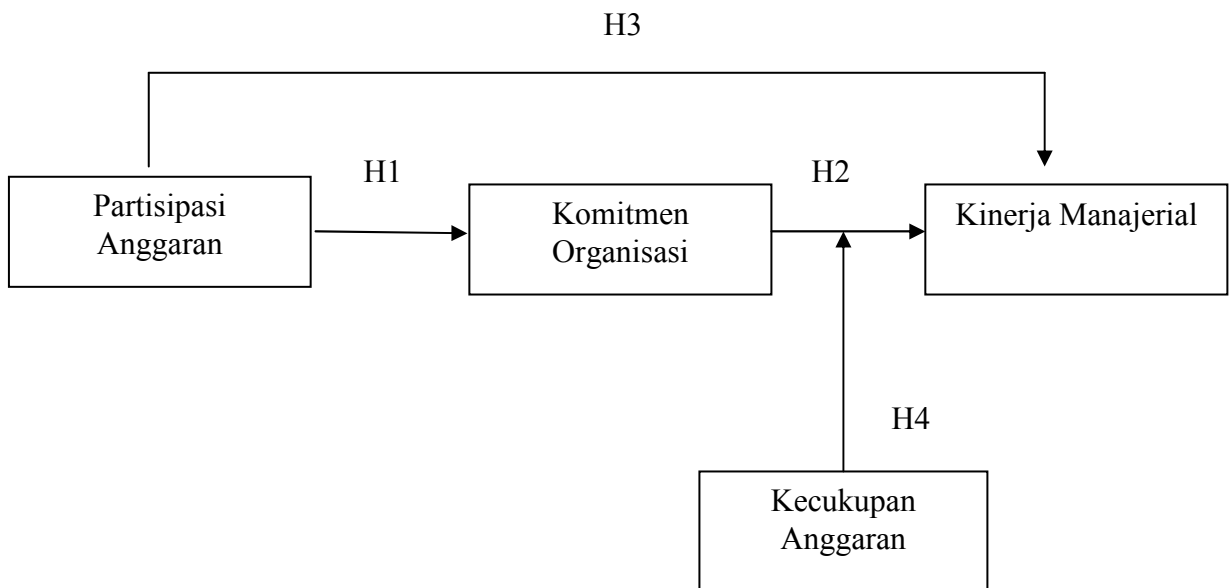 H3
H1
H2
Partisipasi
Anggaran
Komitmen
Organisasi
Kinerja Manajerial
H4
Kecukupan
Anggaran